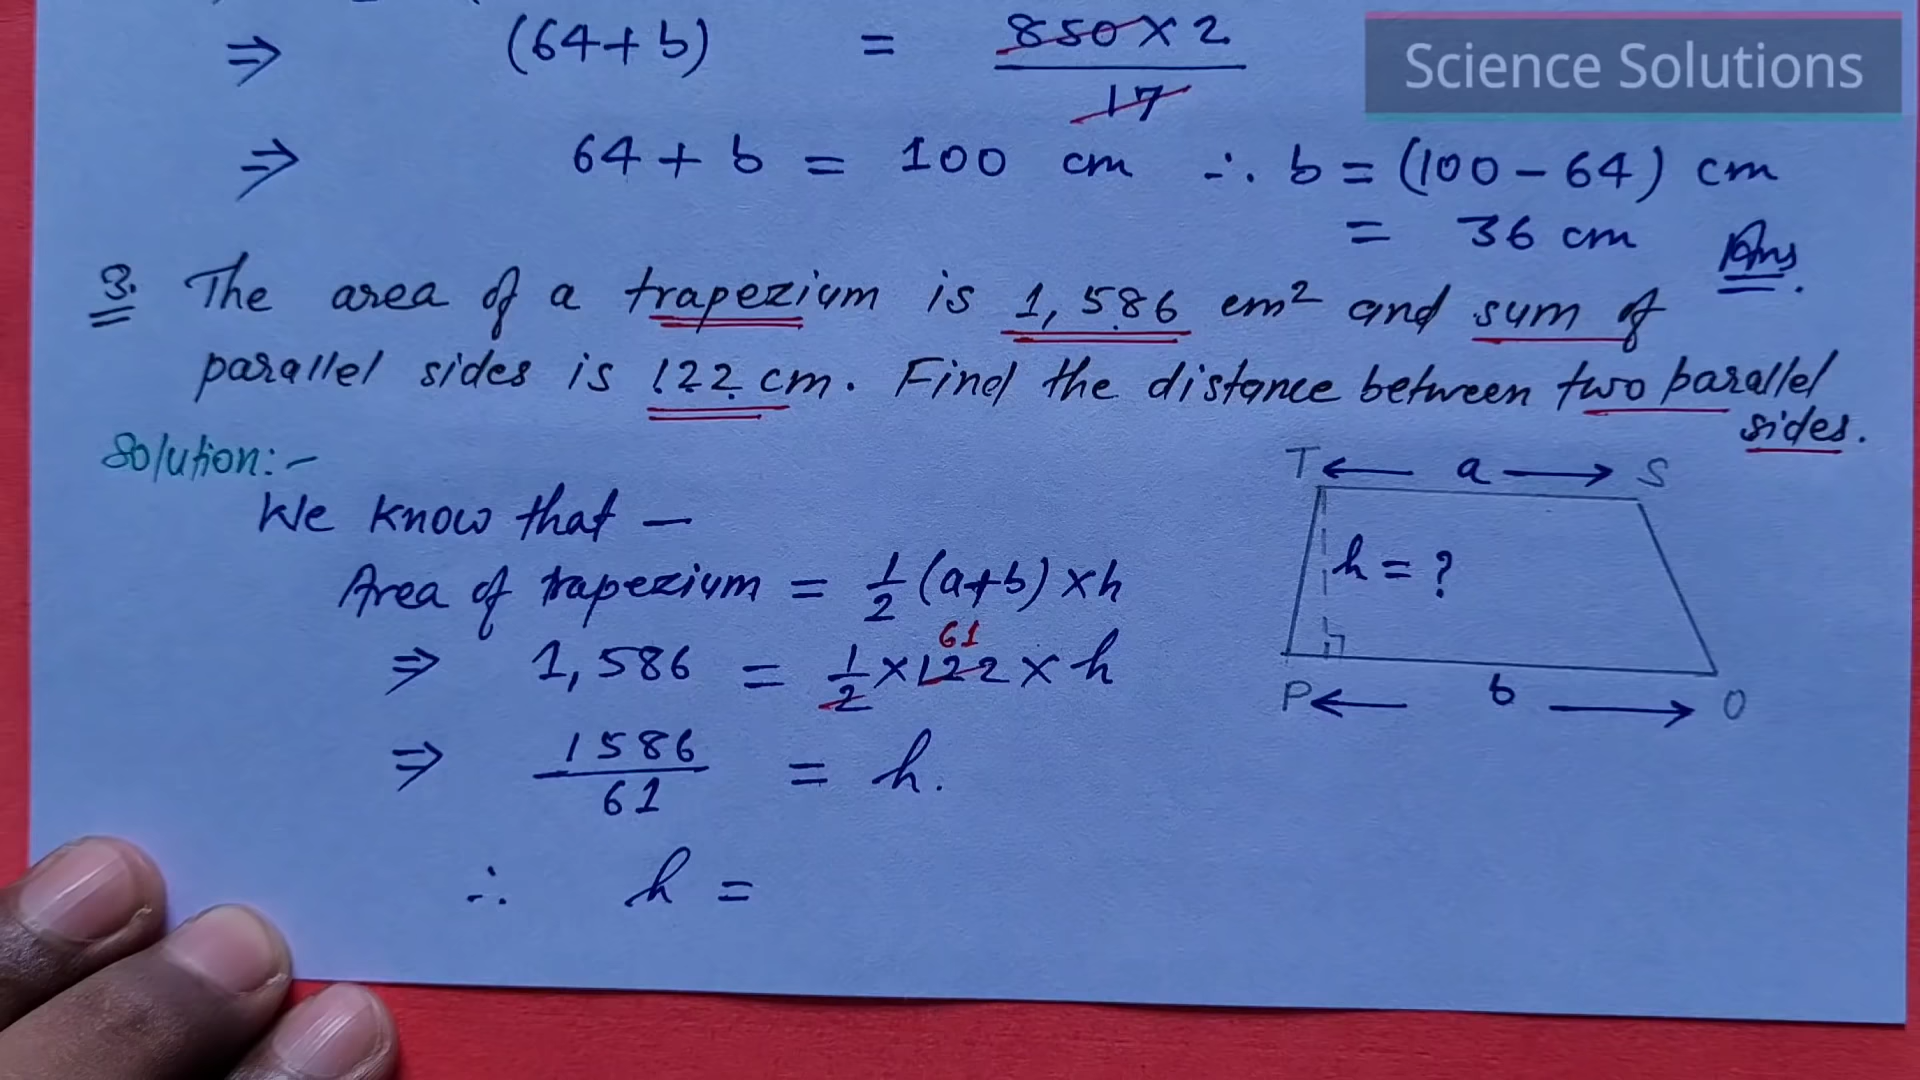 Science Solutions
⇒ (64+b) = 850×2 / 17
⇒ 64 + b = 100 cm ∴ b = (100-64) cm
= 36 cm Ans.
3. The area of a trapezium is 1,586 cm² and sum of
parallel sides is 122 cm. Find the distance between two parallel
sides.
Solution:-
We know that —
Area of trapezium = 1/2 (a+b) × h
61
⇒ 1,586 = 1/2 × 122 × h
⇒ 1586/61 = h.
∴ h =
T ← a → S
h = ?
P ← b → Q